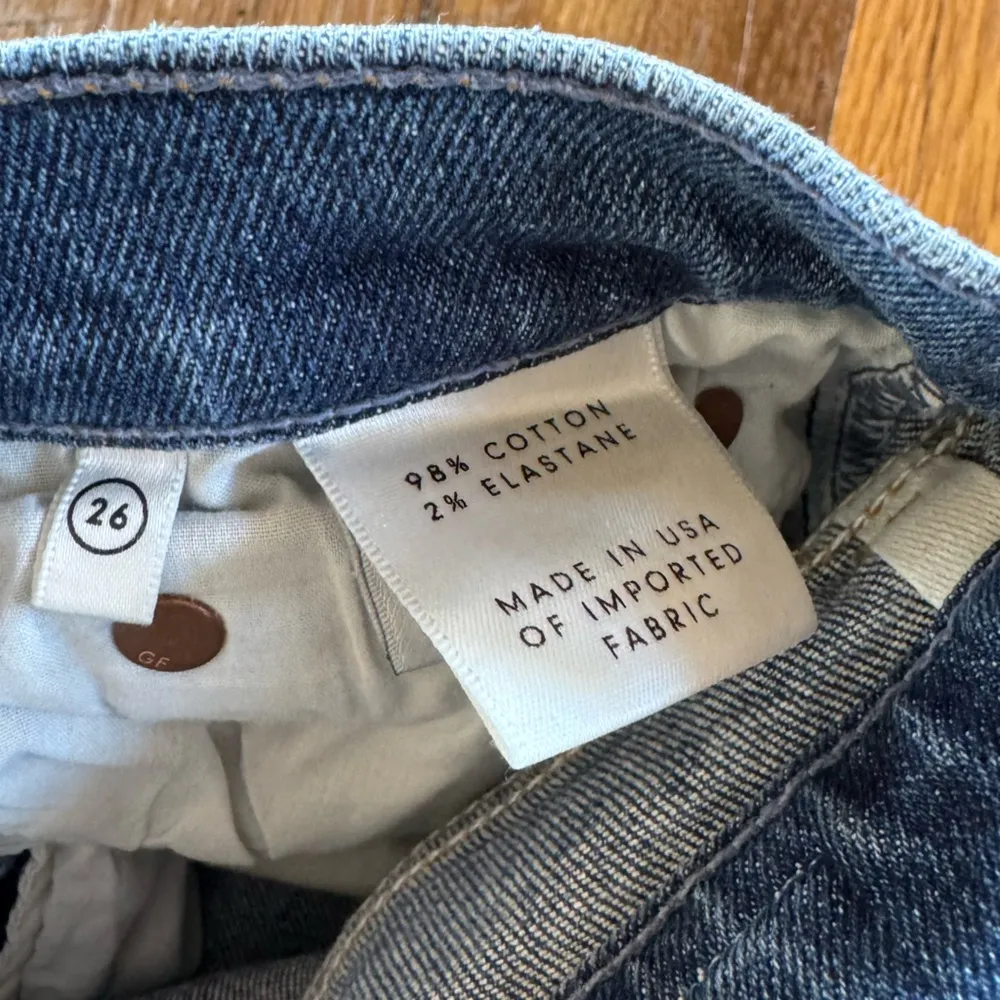 98% COTTON
2% ELASTANE
MADE IN USA
OF IMPORTED
FABRIC
26
GF